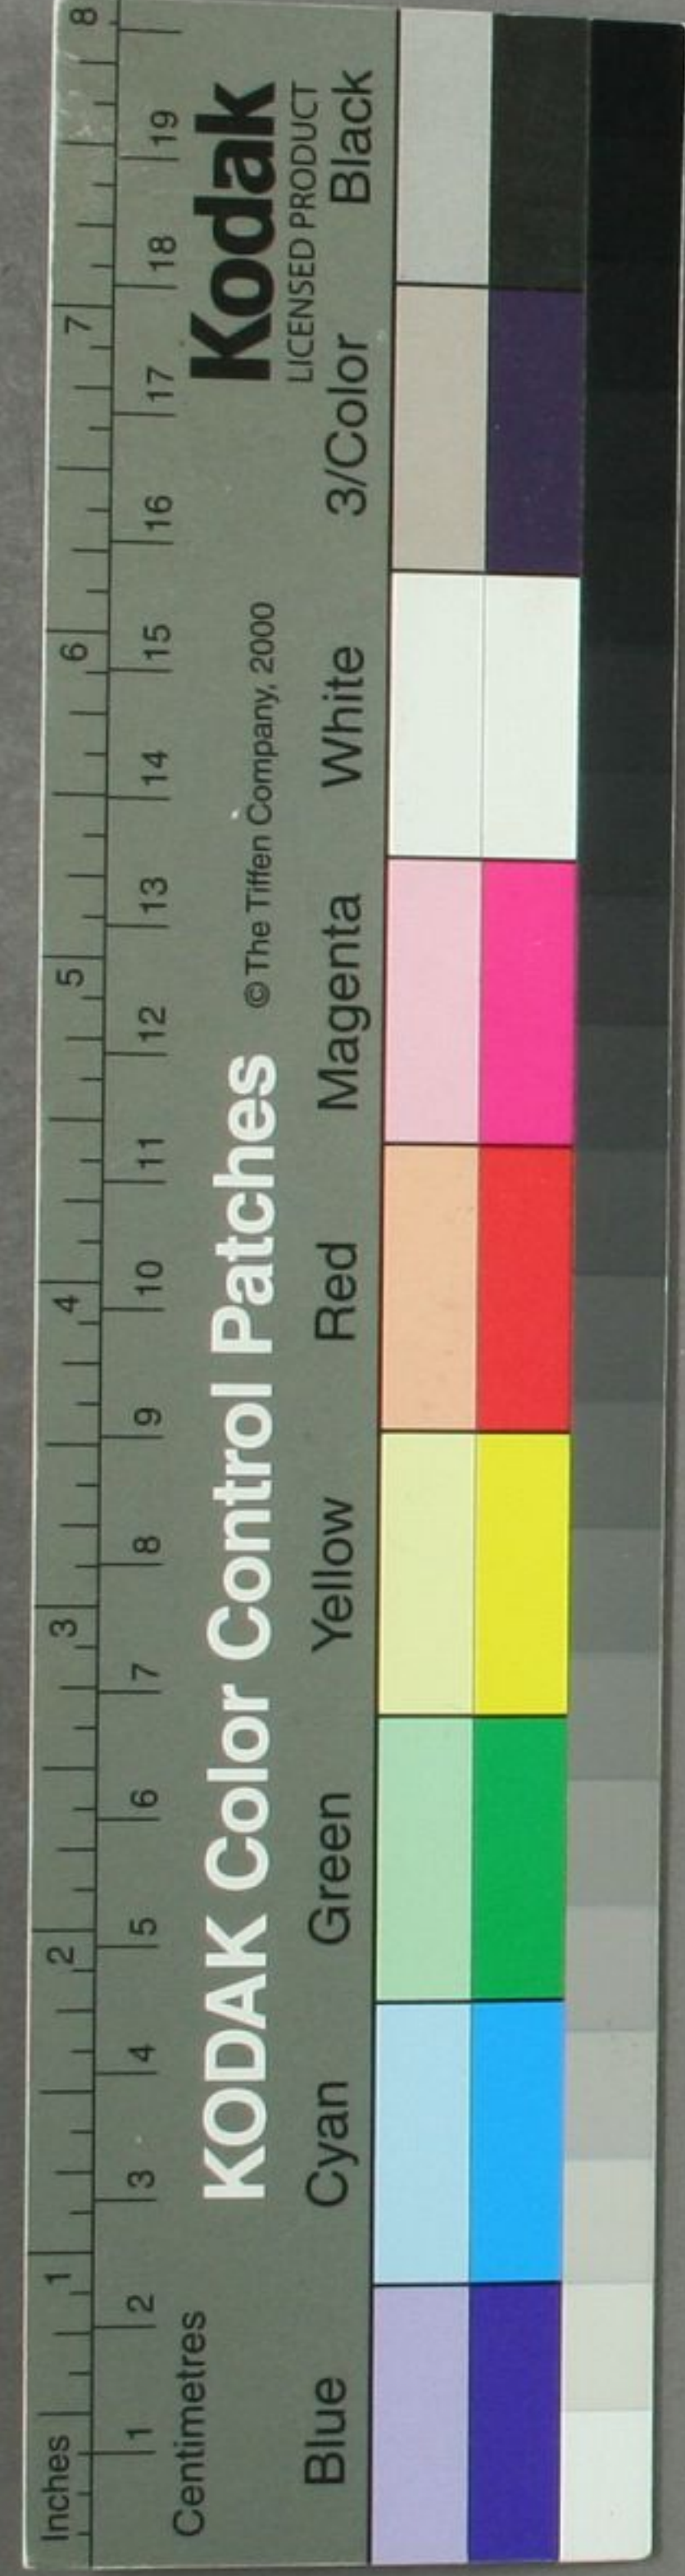 Inches 1 2 3 4 5 6 7 8
1 2 3 4 5 6 7 8 9 10 11 12 13 14 15 16 17 18 19
Centimetres
KODAK Color Control Patches © The Tiffen Company, 2000 Kodak
LICENSED PRODUCT
Blue Cyan Green Yellow Red Magenta White 3/Color Black